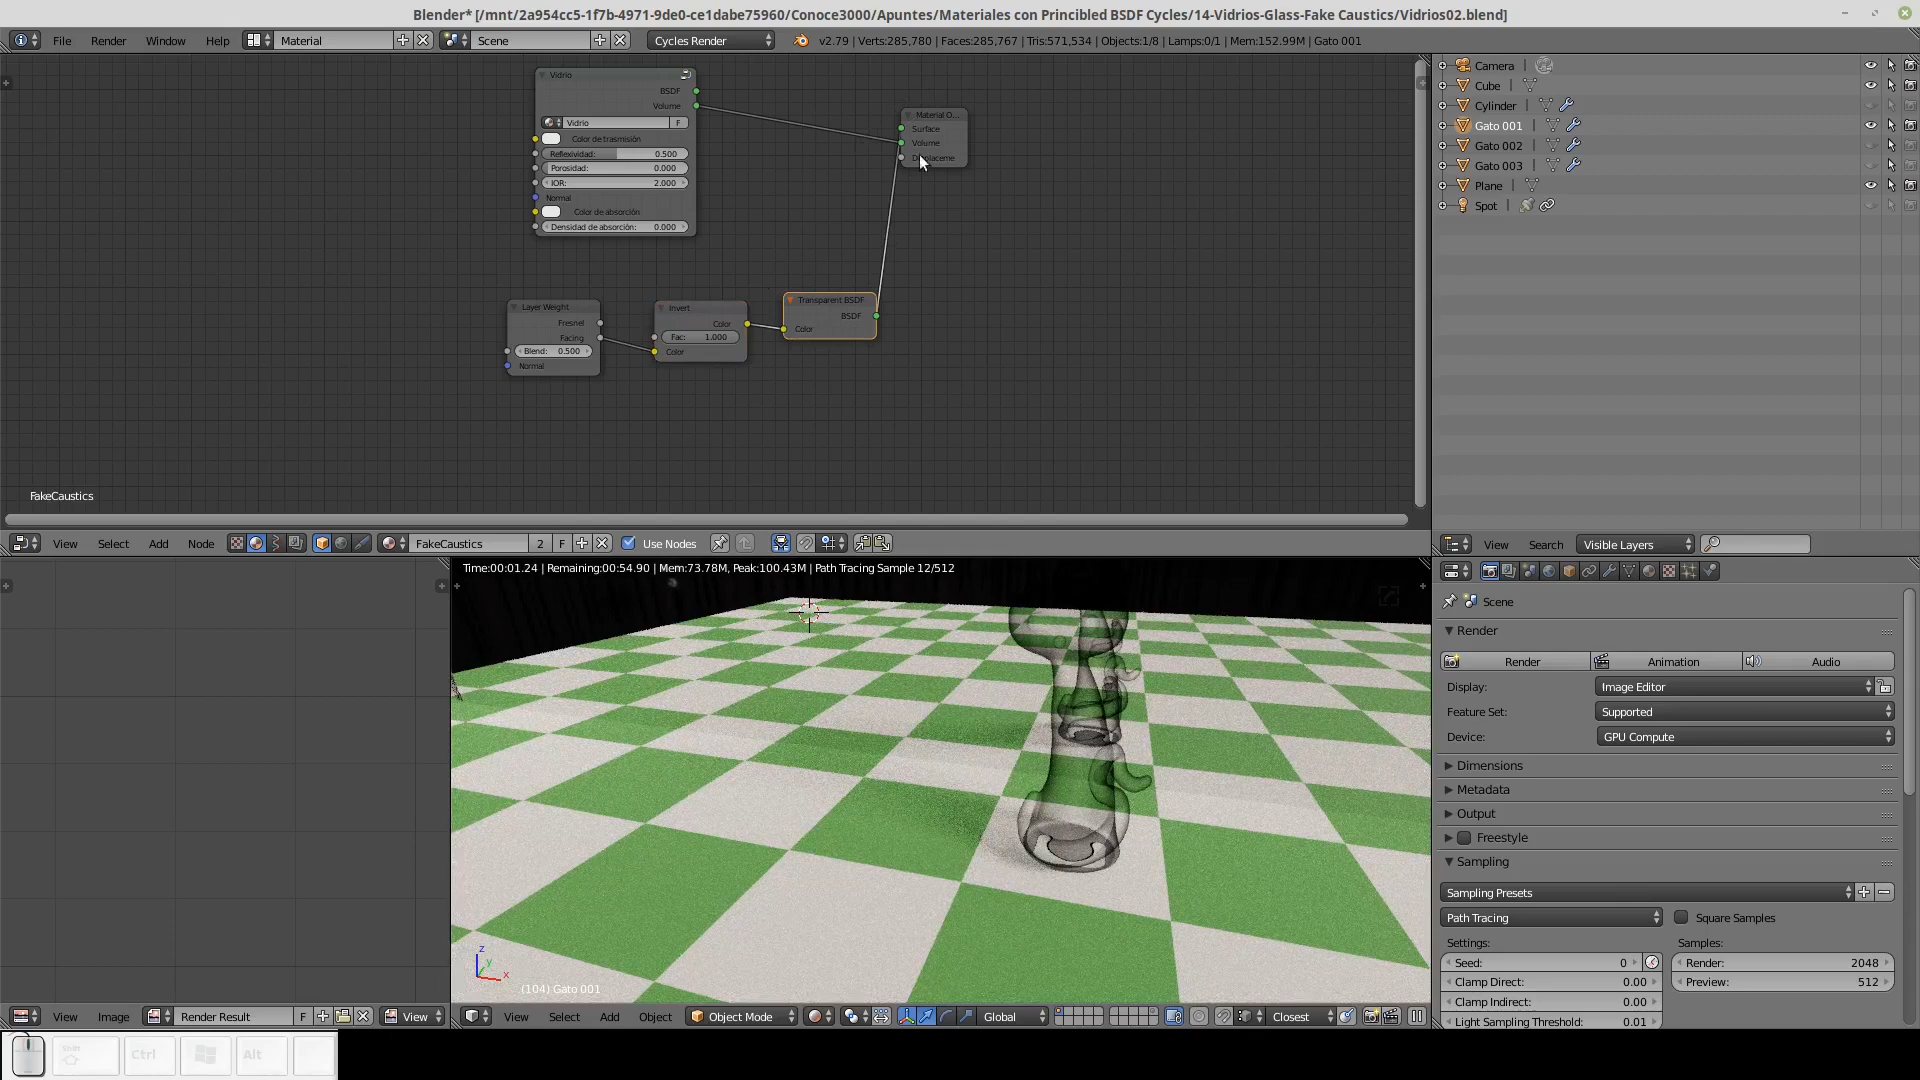 Blender* [/mnt/2a954cc5-1f7b-4971-9de0-ce1dabe75960/Conoce3000/Apuntes/Materiales con Princibled BSDF Cycles/14-Vidrios-Glass-Fake Caustics/Vidrios02.blend]
File Render Window Help Material Scene Cycles Render v2.79 | Verts:285,780 | Faces:285,767 | Tris:571,534 | Objects:1/8 | Lamps:0/1 | Mem:152.99M | Gato 001
Vidrio
BSDF
Volume
Vidrio F
Color de trasmisión
Reflexividad: 0.500
Porosidad: 0.000
IOR: 2.000
Normal
Color de absorción
Densidad de absorción: 0.000
Material O...
Surface
Volume
Layer Weight
Fresnel
Facing
Blend: 0.500
Normal
Invert
Color
Fac: 1.000
Color
Transparent BSDF
BSDF
Color
FakeCaustics
View Select Add Node FakeCaustics 2 F Use Nodes
Camera
Cube
Cylinder
Gato 001
Gato 002
Gato 003
Plane
Spot
View Search Visible Layers
Time:00:01.24 | Remaining:00:54.90 | Mem:73.78M, Peak:100.43M | Path Tracing Sample 12/512
z
y
x
(104) Gato 001
Scene
Render
Render Animation Audio
Display: Image Editor
Feature Set: Supported
Device: GPU Compute
Dimensions
Metadata
Output
Freestyle
Sampling
Sampling Presets
Path Tracing Square Samples
Settings: Samples:
Seed: 0 Render: 2048
Clamp Direct: 0.00 Preview: 512
Clamp Indirect: 0.00
Light Sampling Threshold: 0.01
View Image Render Result F View
View Select Add Object Object Mode Global Closest
Shift Ctrl Alt